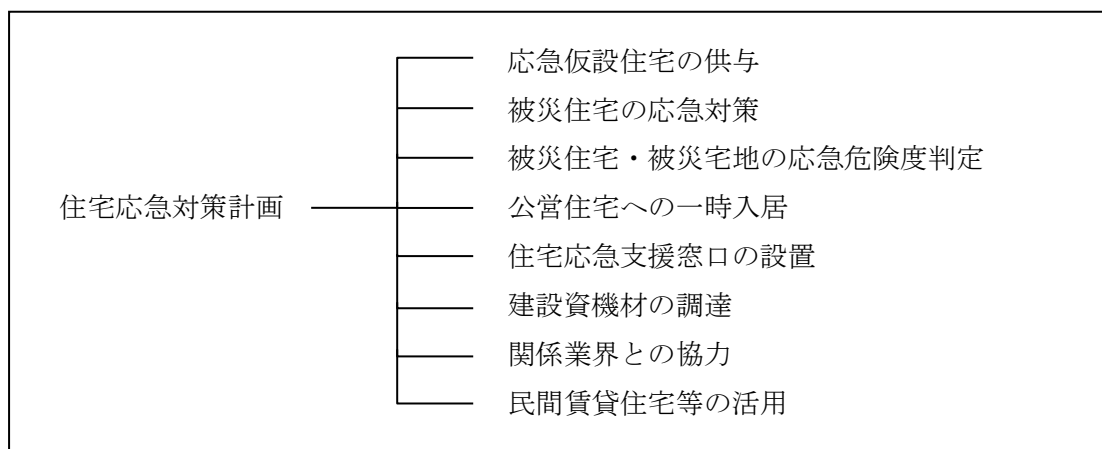 応急仮設住宅の供与
被災住宅の応急対策
被災住宅・被災宅地の応急危険度判定
住宅応急対策計画
公営住宅への一時入居
住宅応急支援窓口の設置
建設資機材の調達
関係業界との協力
民間賃貸住宅等の活用